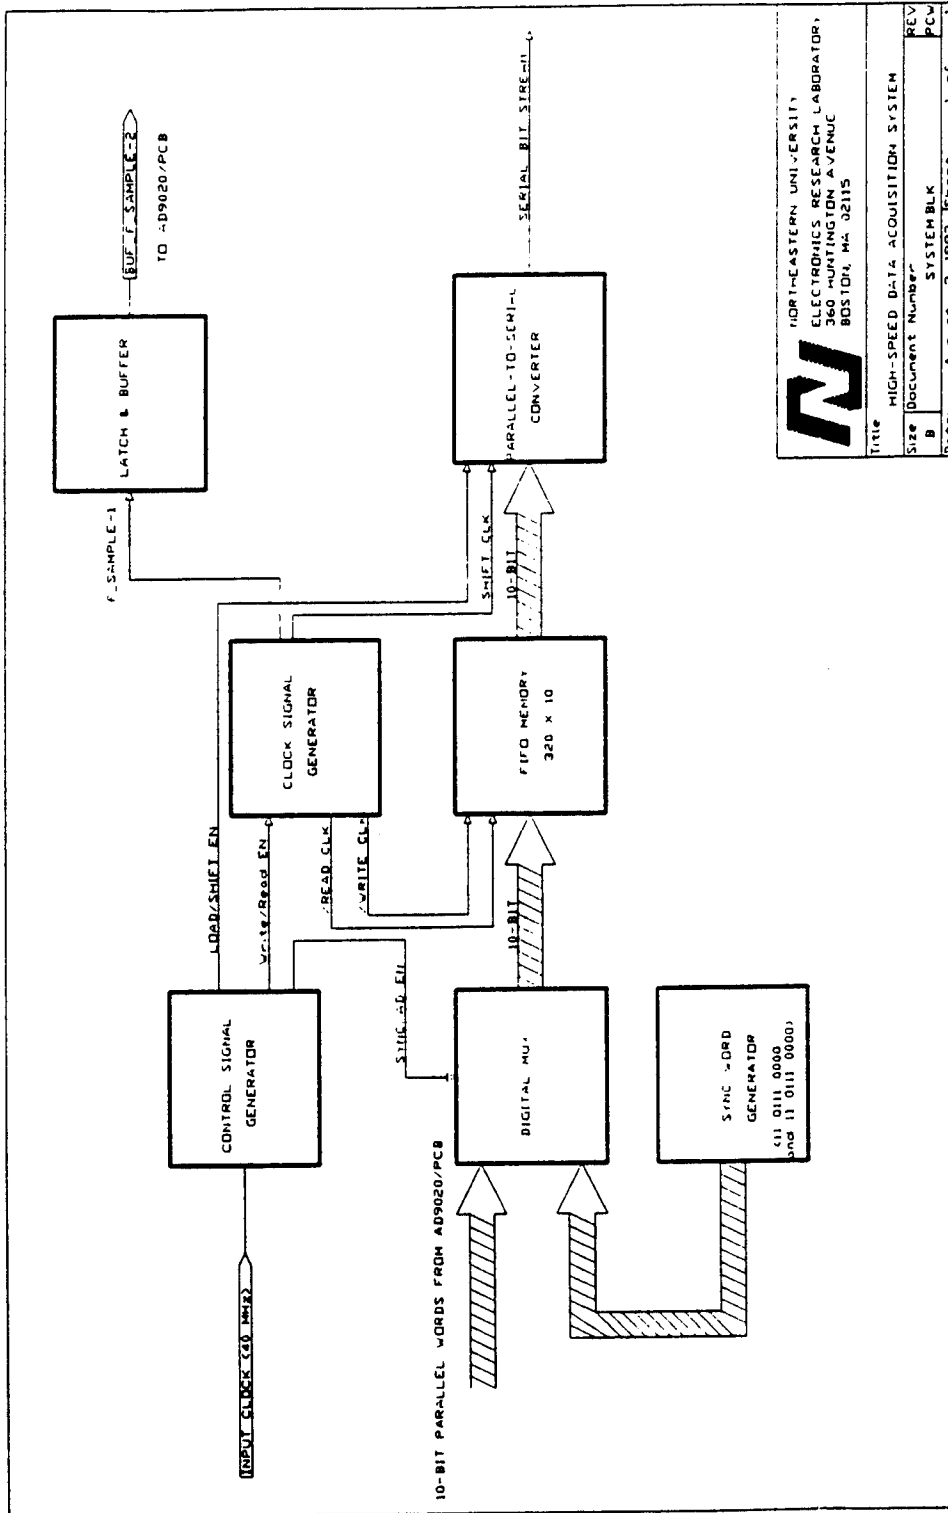 INPUT CLOCK (40 MHz)
CONTROL SIGNAL
GENERATOR
LOAD/SHIFT EN
Write/Read EN
SYNC AD EN
CLOCK SIGNAL
GENERATOR
/READ CLK
/WRITE CLK
F_SAMPLE-1
LATCH & BUFFER
BUF_F_SAMPLE-2
TO AD9020/PCB
10-BIT PARALLEL WORDS FROM AD9020/PCB
DIGITAL MUX
10-BIT
FIFO MEMORY
320 X 10
10-BIT
SHIFT CLK
PARALLEL-TO-SERIAL
CONVERTER
SERIAL BIT STREAM
SYNC WORD
GENERATOR
(11 0111 0000
and 11 0111 0000)
NORTHEASTERN UNIVERSITY
ELECTRONICS RESEARCH LABORATORY
360 HUNTINGTON AVENUE
BOSTON, MA 02115
Title
HIGH-SPEED DATA ACQUISITION SYSTEM
Size
Document Number
REV
B
SYSTEM BLK
PCW